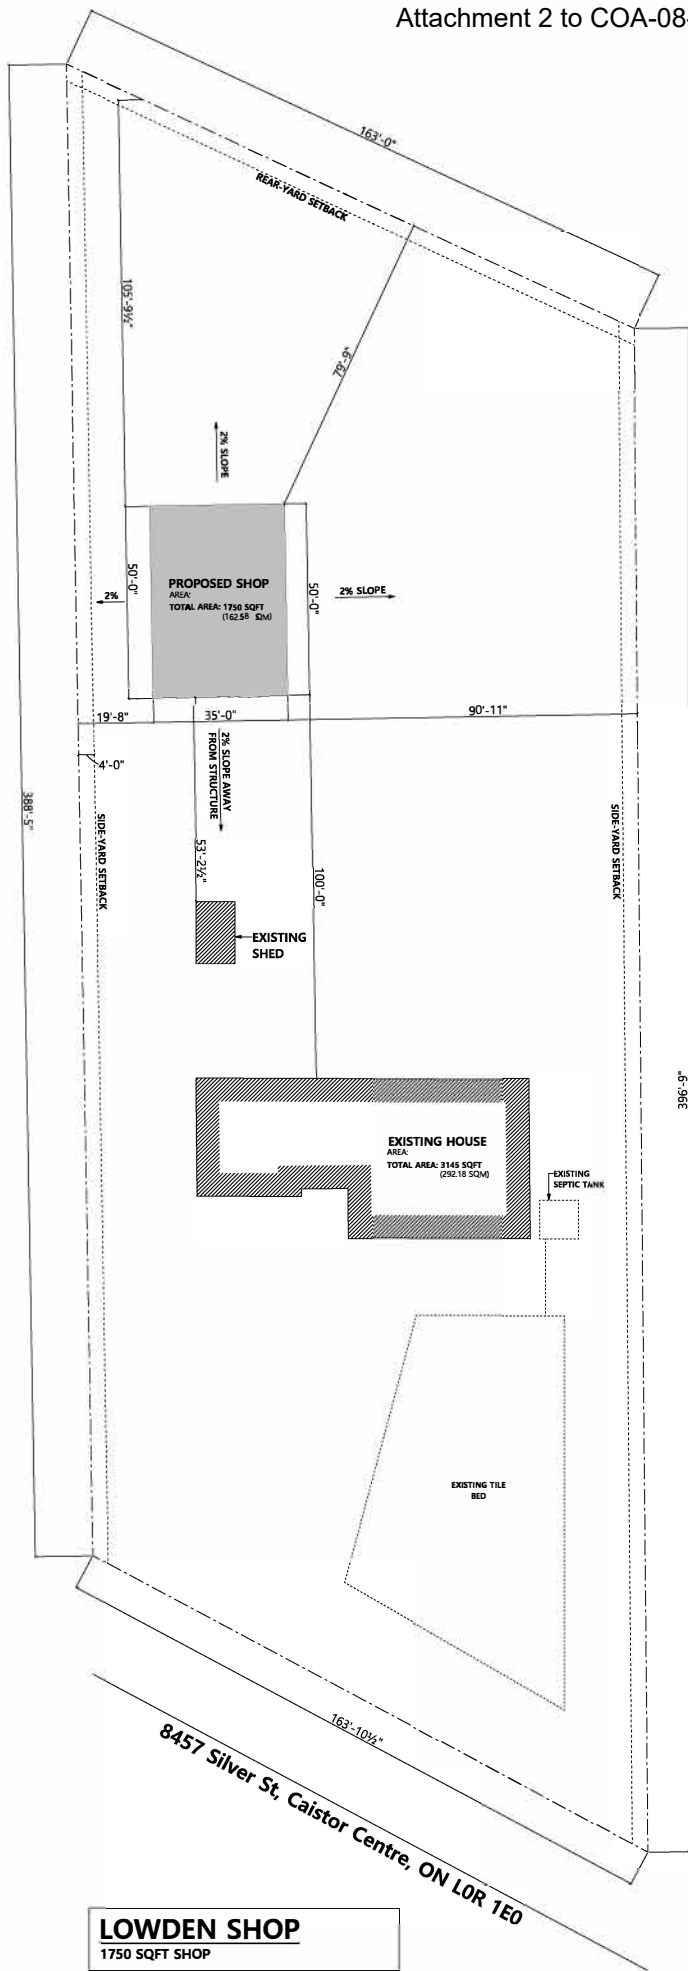 Attachment 2 to COA-08-
163'-0"
REAR-YARD SETBACK
105'-9½"
79'-9"
2% SLOPE
50'-0"
PROPOSED SHOP
AREA:
TOTAL AREA: 1750 SQFT
(162.58 SQM)
50'-0"
2%
2% SLOPE
19'-8"
35'-0"
90'-11"
4'-0"
2% SLOPE AWAY
FROM STRUCTURE
388'-5"
SIDE-YARD SETBACK
SIDE-YARD SETBACK
53'-2½"
100'-0"
EXISTING
SHED
396'-9"
EXISTING HOUSE
AREA:
TOTAL AREA: 3145 SQFT
(292.18 SQM)
EXISTING
SEPTIC TANK
EXISTING TILE
BED
163'-10½"
8457 Silver St, Caistor Centre, ON L0R 1E0
LOWDEN SHOP
1750 SQFT SHOP